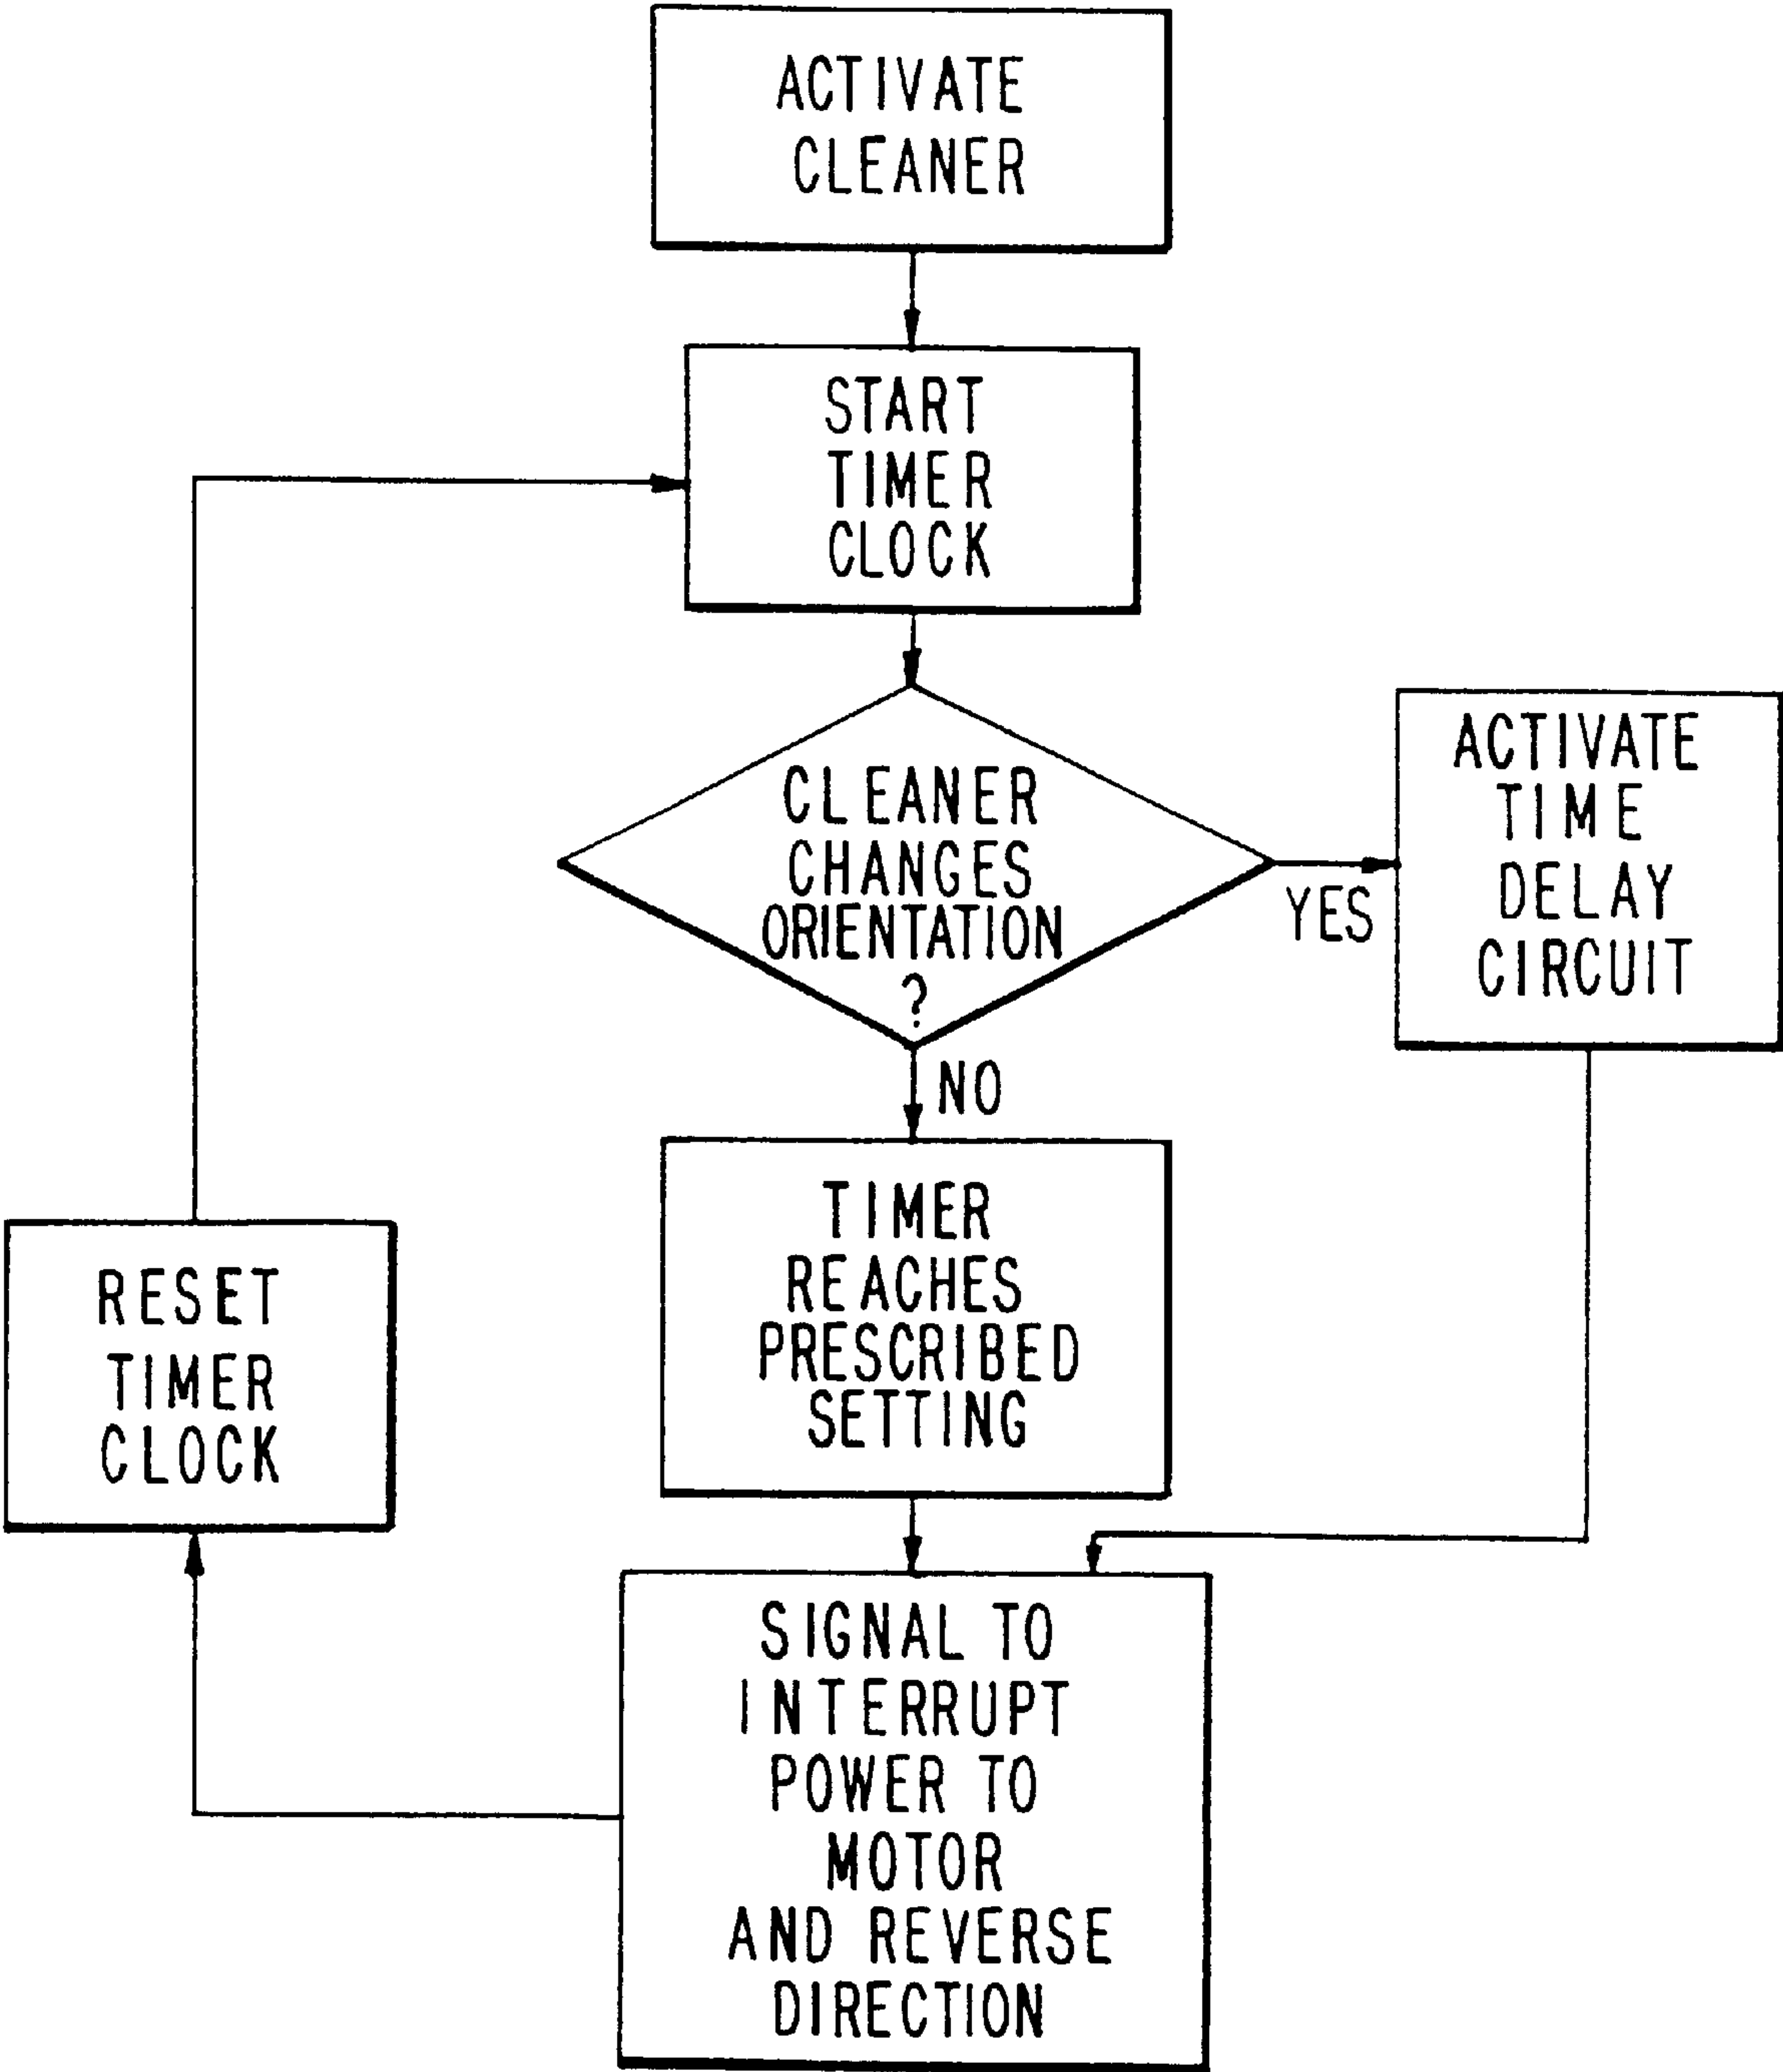 ACTIVATE
CLEANER
START
TIMER
CLOCK
CLEANER
CHANGES
ORIENTATION
?
YES
ACTIVATE
TIME
DELAY
CIRCUIT
NO
TIMER
REACHES
PRESCRIBED
SETTING
RESET
TIMER
CLOCK
SIGNAL TO
INTERRUPT
POWER TO
MOTOR
AND REVERSE
DIRECTION